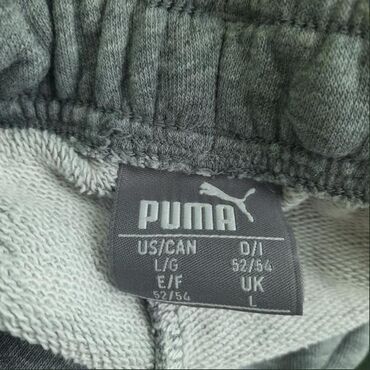 PUMA
US/CAN D/I
L/G 52/54
E/F UK
52/54 L